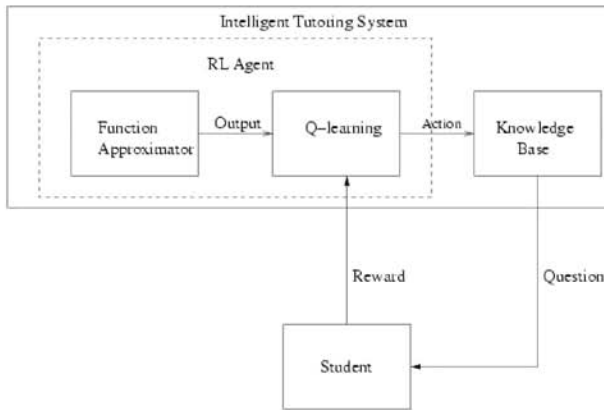 Intelligent Tutoring System
RL Agent
Function
Approximator
Output
Q-learning
Action
Knowledge
Base
Reward
Question
Student